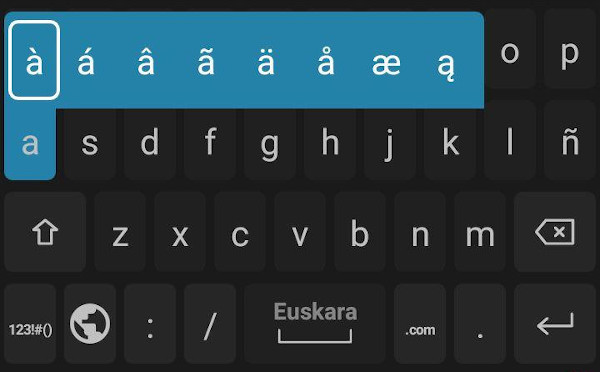 à á â ã ä å æ ą o p
a s d f g h j k l ñ
z x c v b n m
123!#() : / Euskara .com .